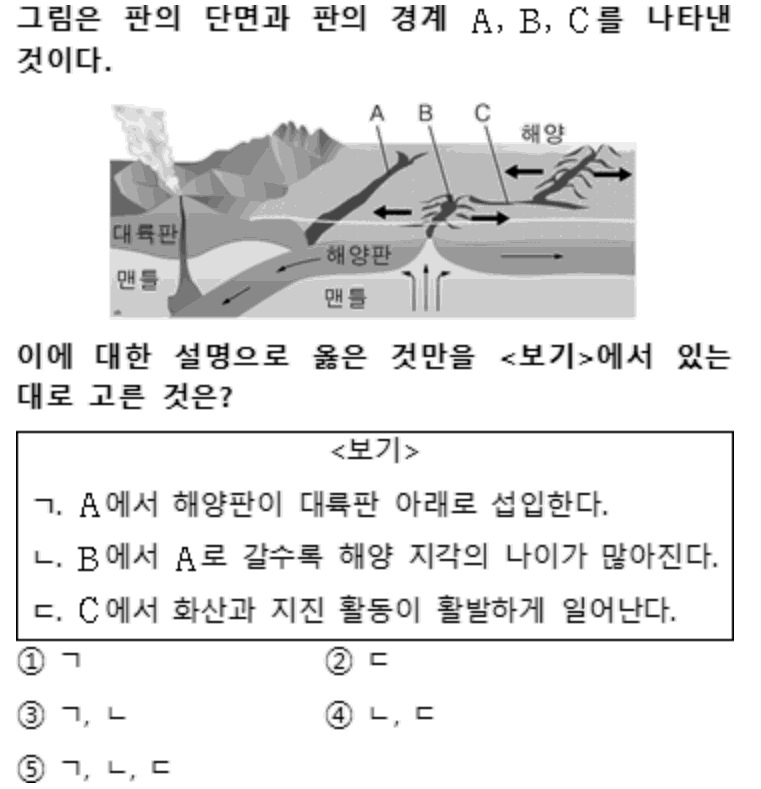 그림은 판의 단면과 판의 경계 A, B, C를 나타낸
것이다.
A B C
해양
대륙판
해양판
맨틀
맨틀
이에 대한 설명으로 옳은 것만을 <보기>에서 있는
대로 고른 것은?
<보기>
ㄱ. A에서 해양판이 대륙판 아래로 섭입한다.
ㄴ. B에서 A로 갈수록 해양 지각의 나이가 많아진다.
ㄷ. C에서 화산과 지진 활동이 활발하게 일어난다.
① ㄱ ② ㄷ
③ ㄱ, ㄴ ④ ㄴ, ㄷ
⑤ ㄱ, ㄴ, ㄷ